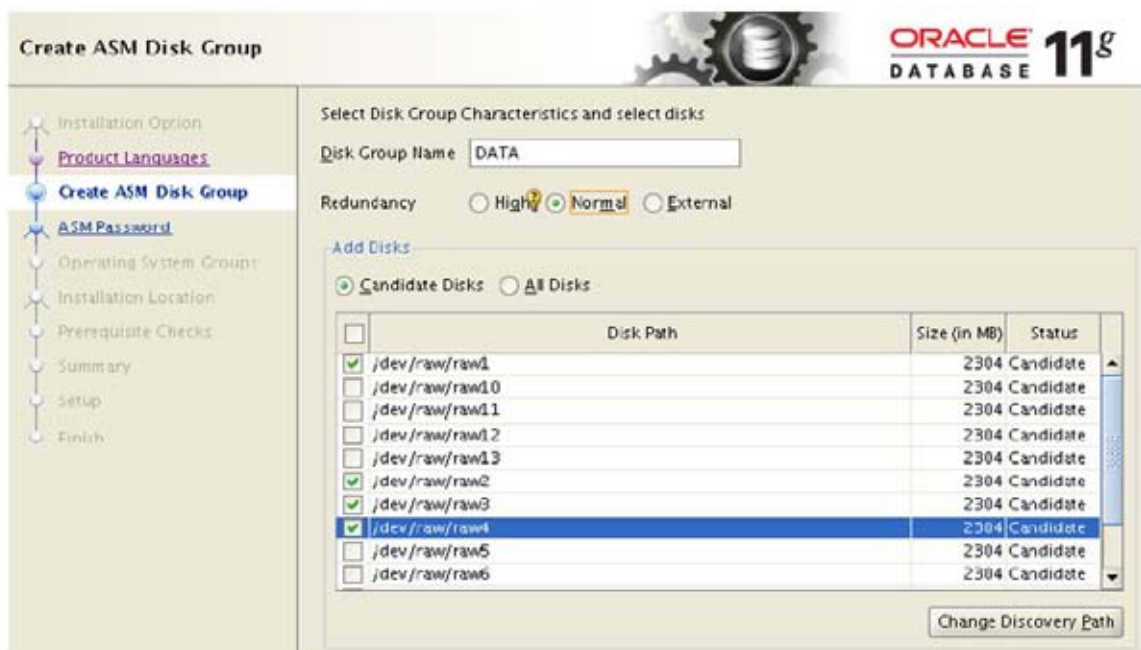 Create ASM Disk Group
ORACLE 11g
DATABASE
Installation Option
Product Languages
Create ASM Disk Group
ASM Password
Operating System Groups
Installation Location
Prerequisite Checks
Summary
Setup
Finish
Select Disk Group Characteristics and select disks
Disk Group Name DATA
Redundancy High Normal External
Add Disks
Candidate Disks All Disks
Disk Path Size (in MB) Status
/dev/raw/raw1 2304 Candidate
/dev/raw/raw10 2304 Candidate
/dev/raw/raw11 2304 Candidate
/dev/raw/raw12 2304 Candidate
/dev/raw/raw13 2304 Candidate
/dev/raw/raw2 2304 Candidate
/dev/raw/raw3 2304 Candidate
/dev/raw/raw4 2304 Candidate
/dev/raw/raw5 2304 Candidate
/dev/raw/raw6 2304 Candidate
Change Discovery Path